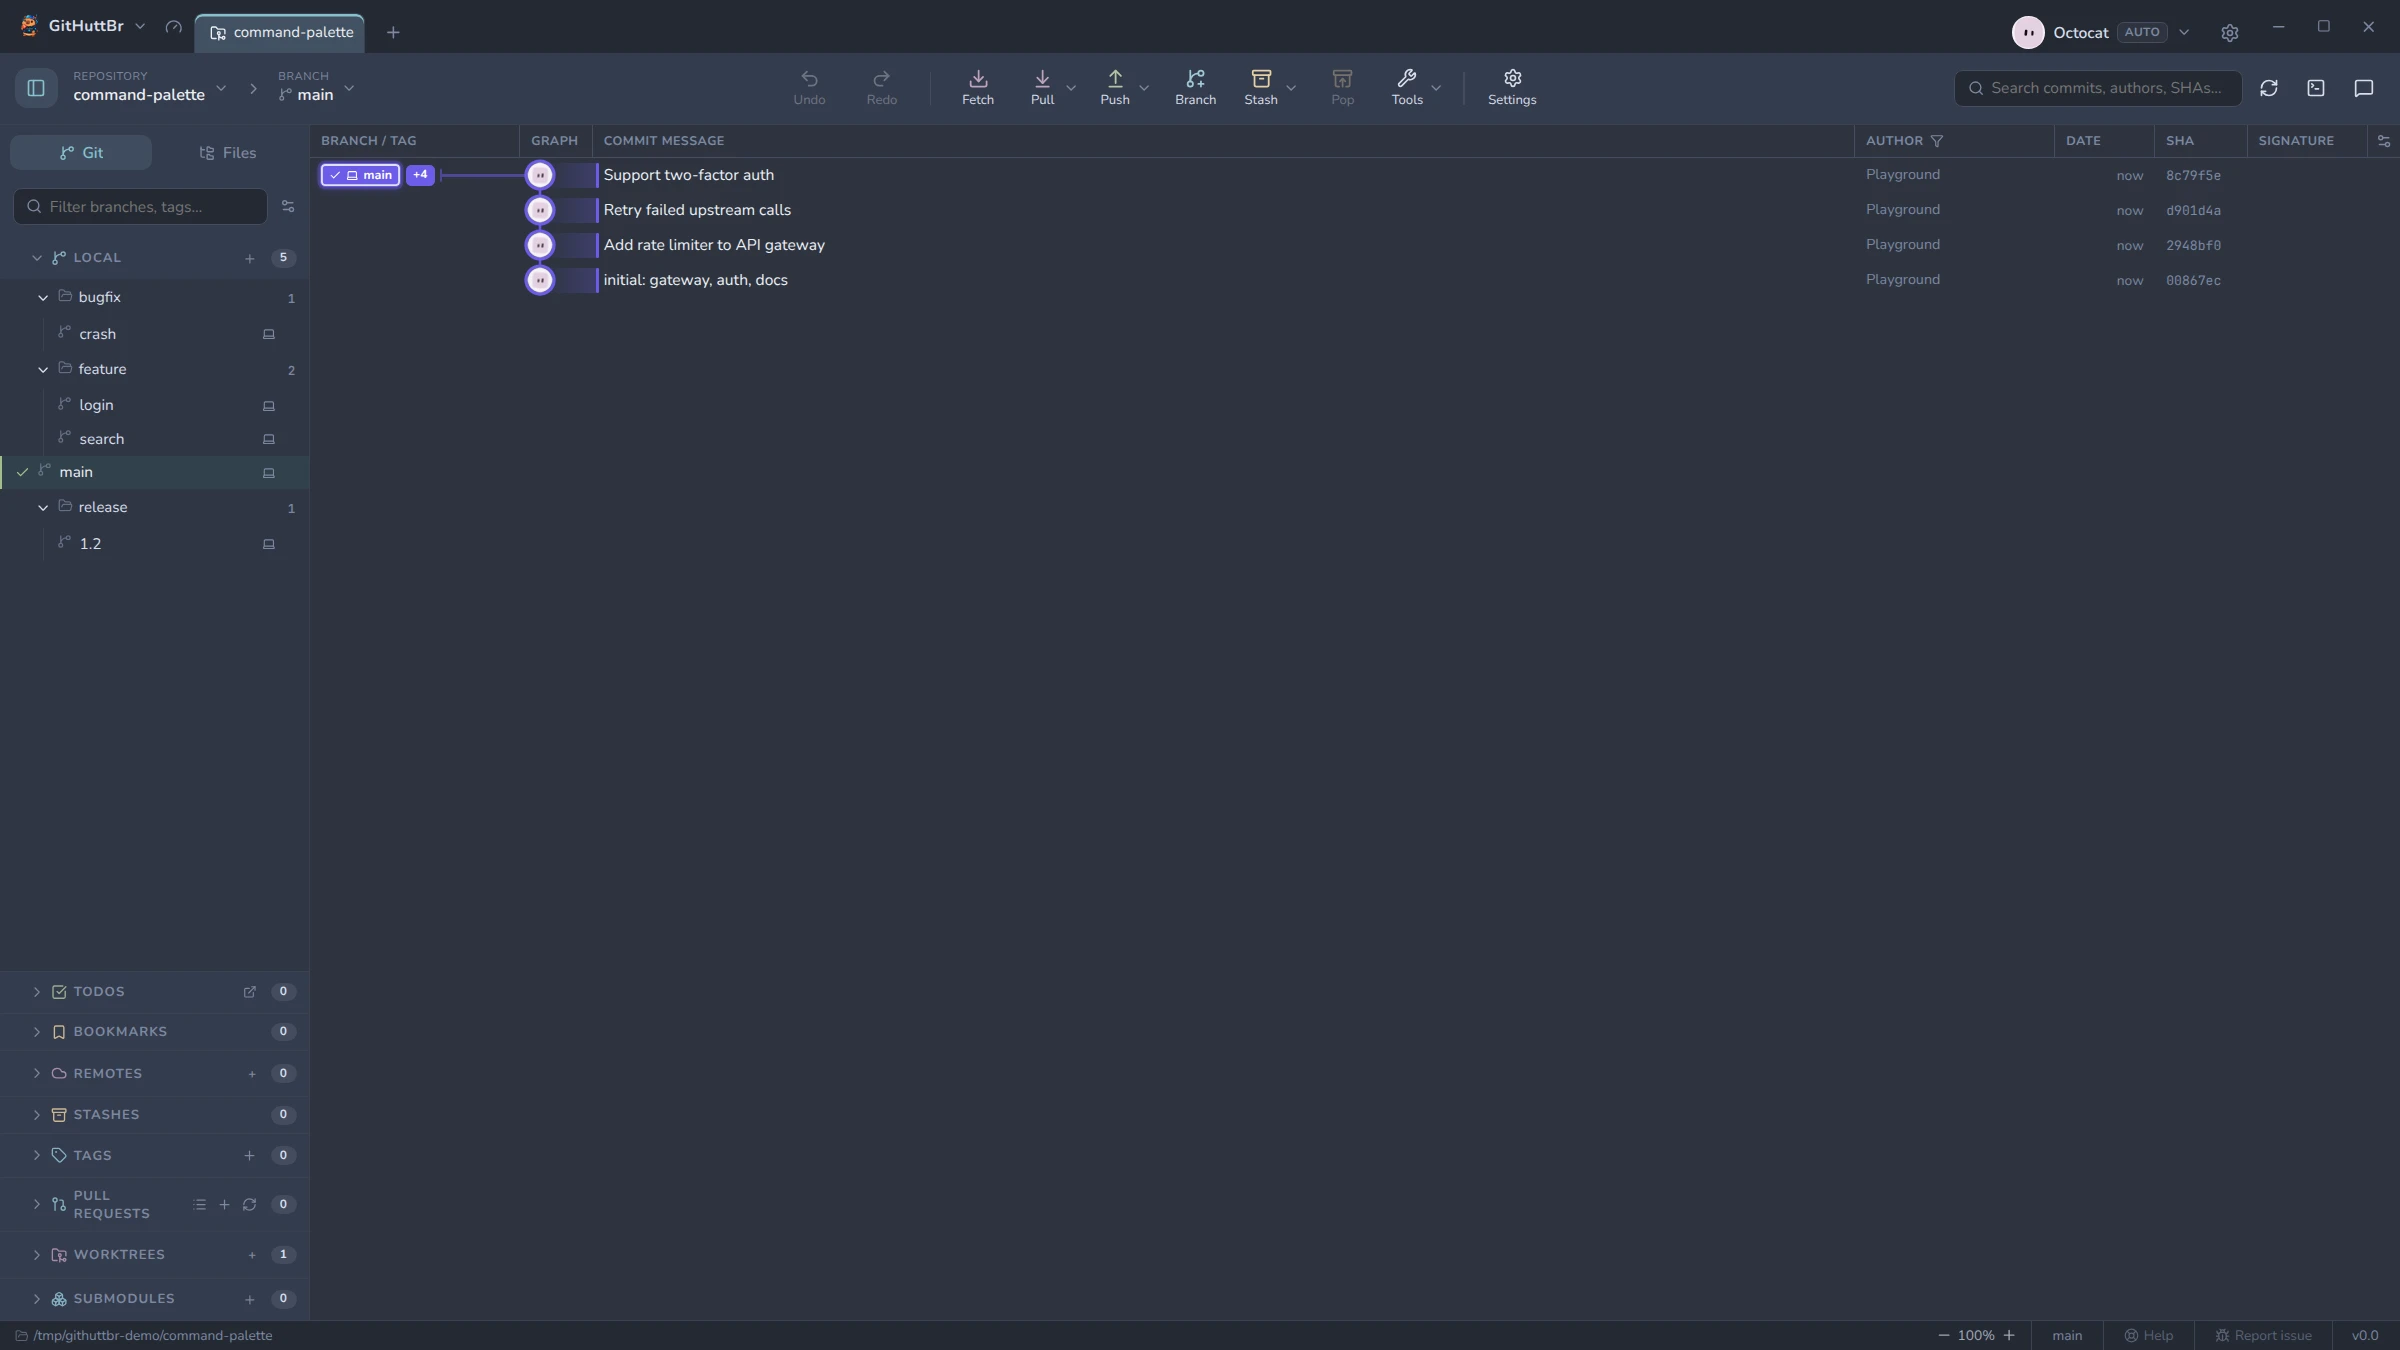 GitHuttBr
command-palette
Octocat AUTO
REPOSITORY
command-palette
BRANCH
main
Undo
Redo
Fetch
Pull
Push
Branch
Stash
Pop
Tools
Settings
Search commits, authors, SHAs...
Git
Files
Filter branches, tags...
LOCAL 5
bugfix 1
crash
feature 2
login
search
main
release 1
1.2
TODOS 0
BOOKMARKS 0
REMOTES 0
STASHES 0
TAGS 0
PULL
REQUESTS 0
WORKTREES 1
SUBMODULES 0
BRANCH / TAG GRAPH COMMIT MESSAGE AUTHOR DATE SHA SIGNATURE
main +4 Support two-factor auth Playground now 8c79f5e
Retry failed upstream calls Playground now d901d4a
Add rate limiter to API gateway Playground now 2948bf0
initial: gateway, auth, docs Playground now 00867ec
/tmp/githuttbr-demo/command-palette
100%
main
Help
Report issue
v0.0